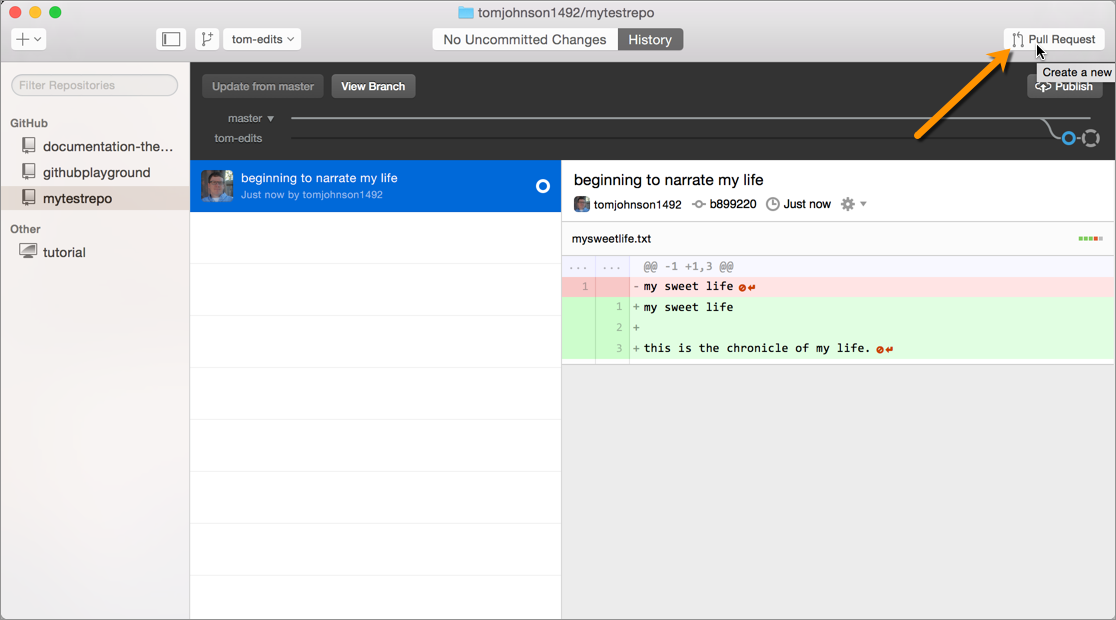 tomjohnson1492/mytestrepo
tom-edits
No Uncommitted Changes
History
Pull Request
Create a new
Filter Repositories
GitHub
documentation-the...
githubplayground
mytestrepo
Other
tutorial
Update from master
View Branch
Publish
master
tom-edits
beginning to narrate my life
Just now by tomjohnson1492
beginning to narrate my life
tomjohnson1492 b899220 Just now
mysweetlife.txt
... ... @@ -1 +1,3 @@
1 - my sweet life
1 + my sweet life
2 +
3 + this is the chronicle of my life.